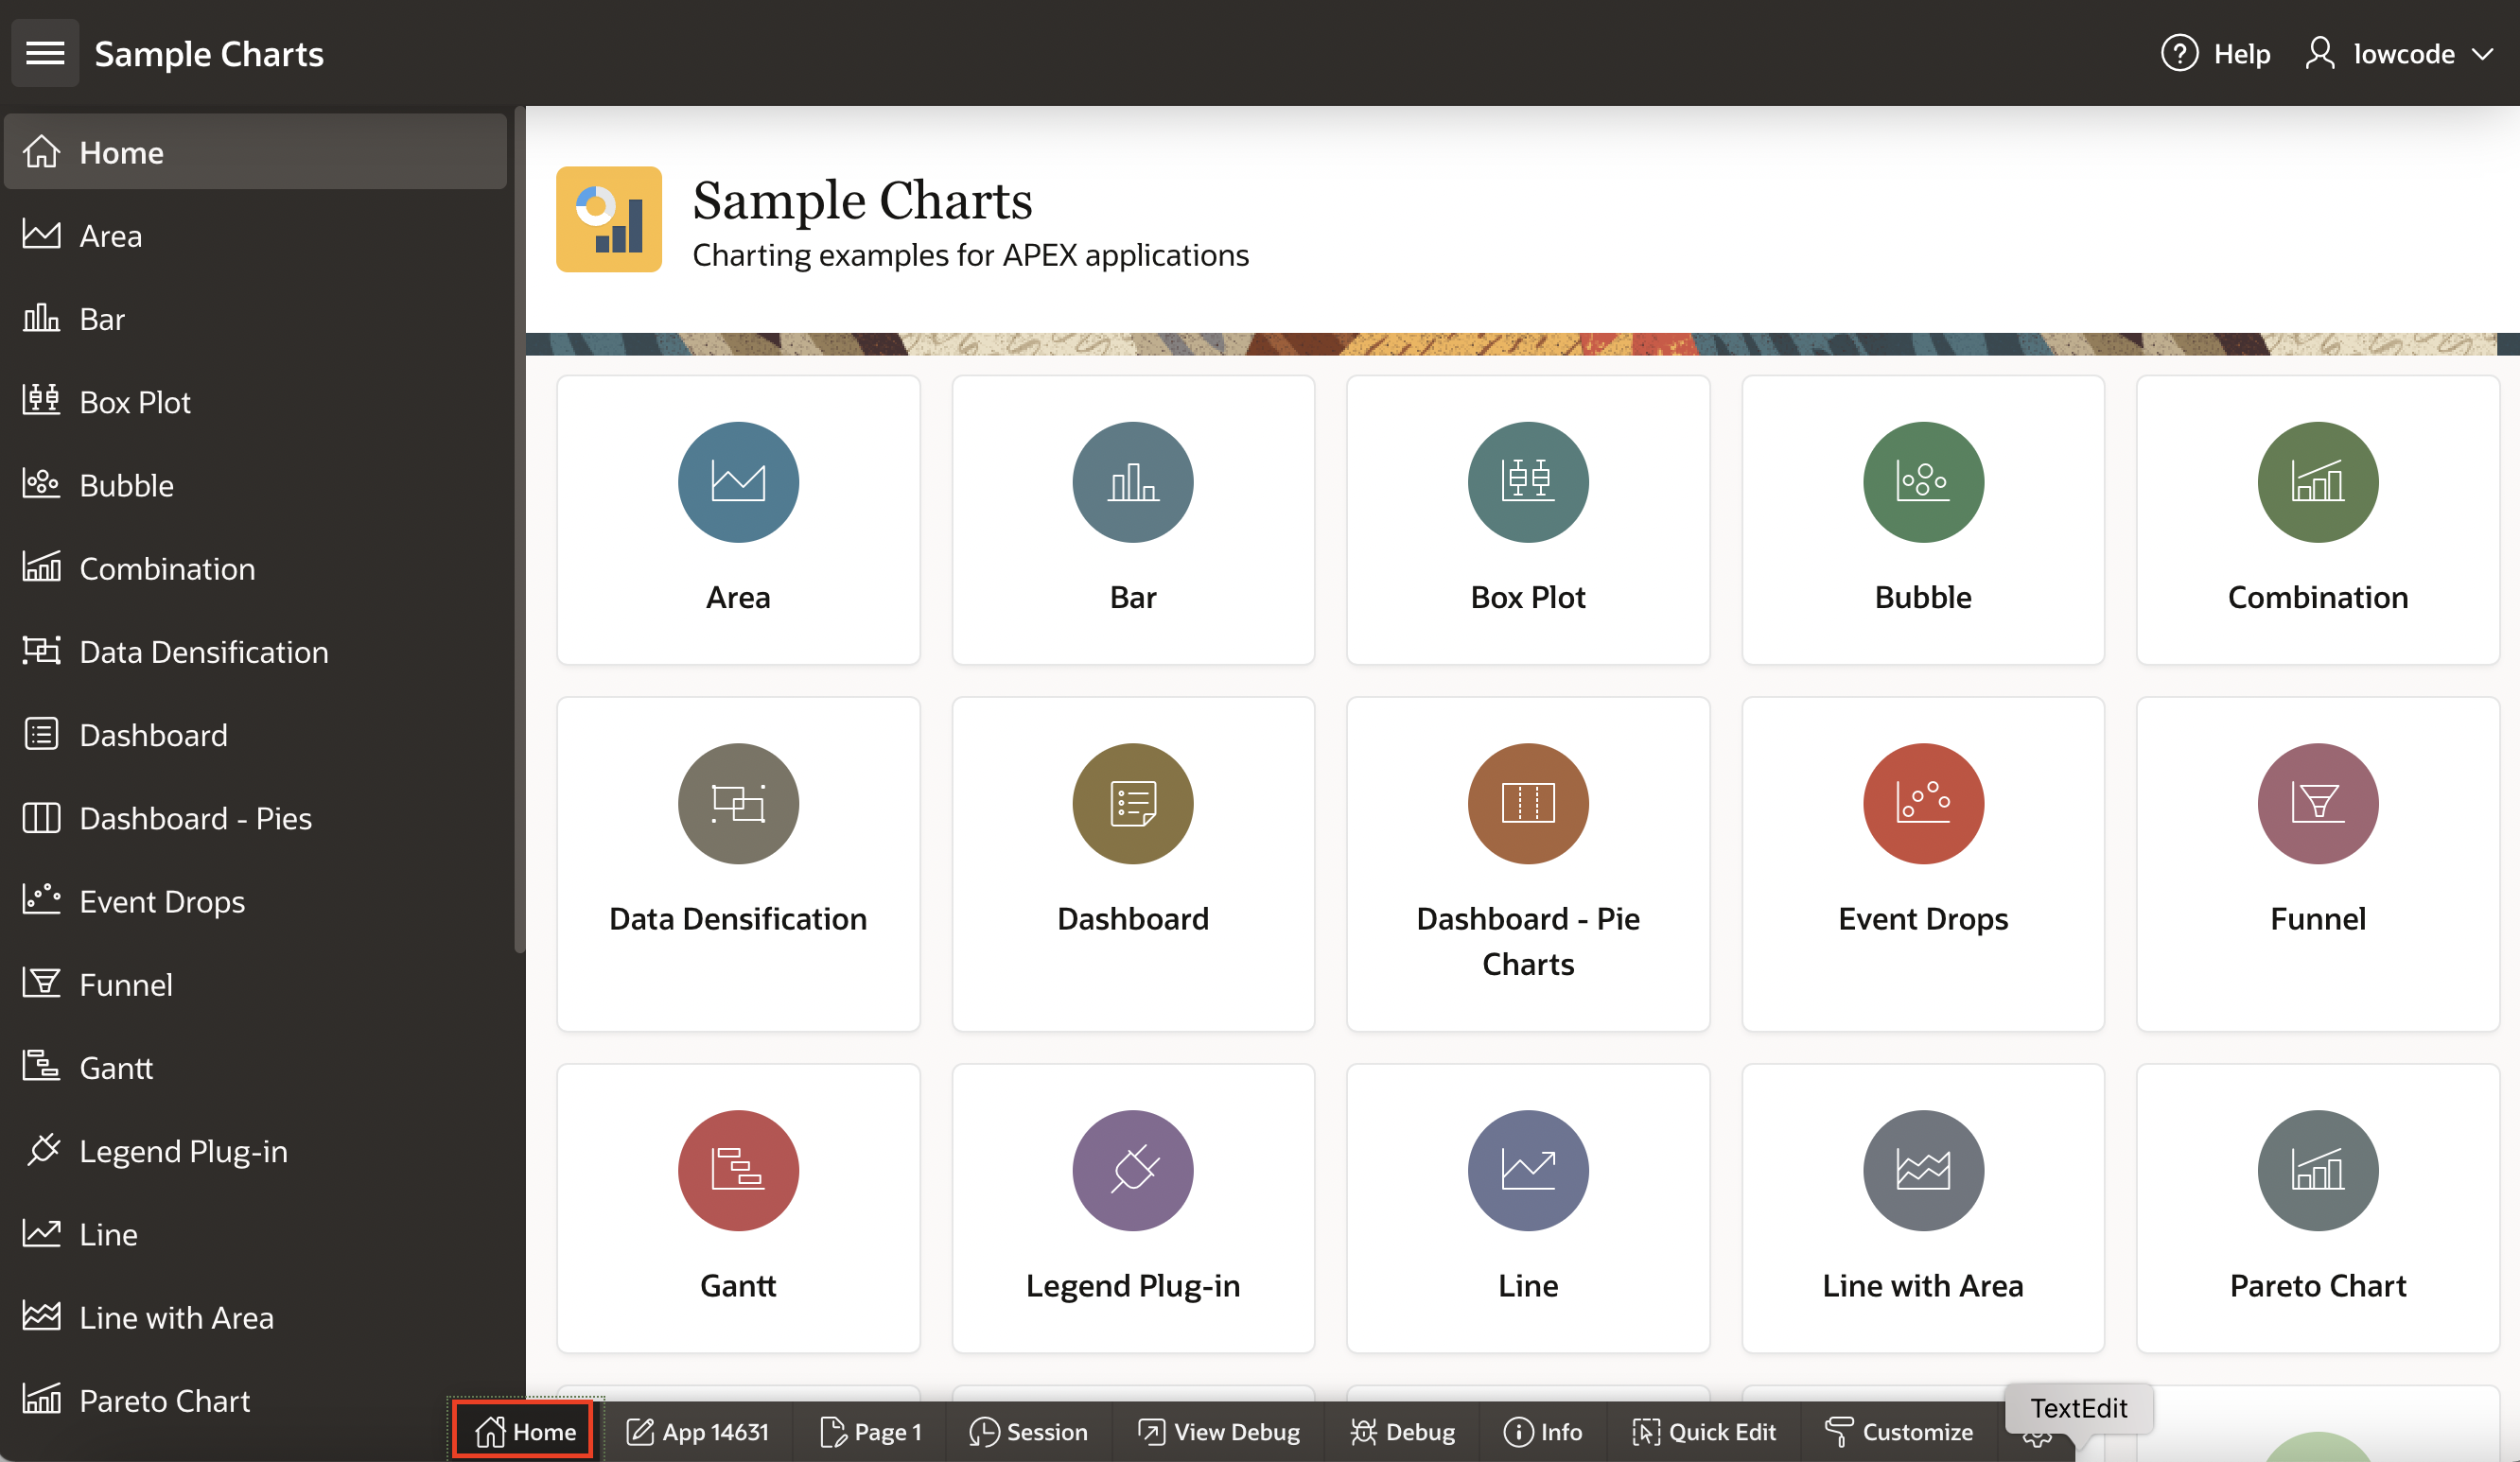 Sample Charts
Help
lowcode
Home
Area
Bar
Box Plot
Bubble
Combination
Data Densification
Dashboard
Dashboard - Pies
Event Drops
Funnel
Gantt
Legend Plug-in
Line
Line with Area
Pareto Chart
Sample Charts
Charting examples for APEX applications
Area
Bar
Box Plot
Bubble
Combination
Data Densification
Dashboard
Dashboard - Pie
Charts
Event Drops
Funnel
Gantt
Legend Plug-in
Line
Line with Area
Pareto Chart
TextEdit
Home
App 14631
Page 1
Session
View Debug
Debug
Info
Quick Edit
Customize